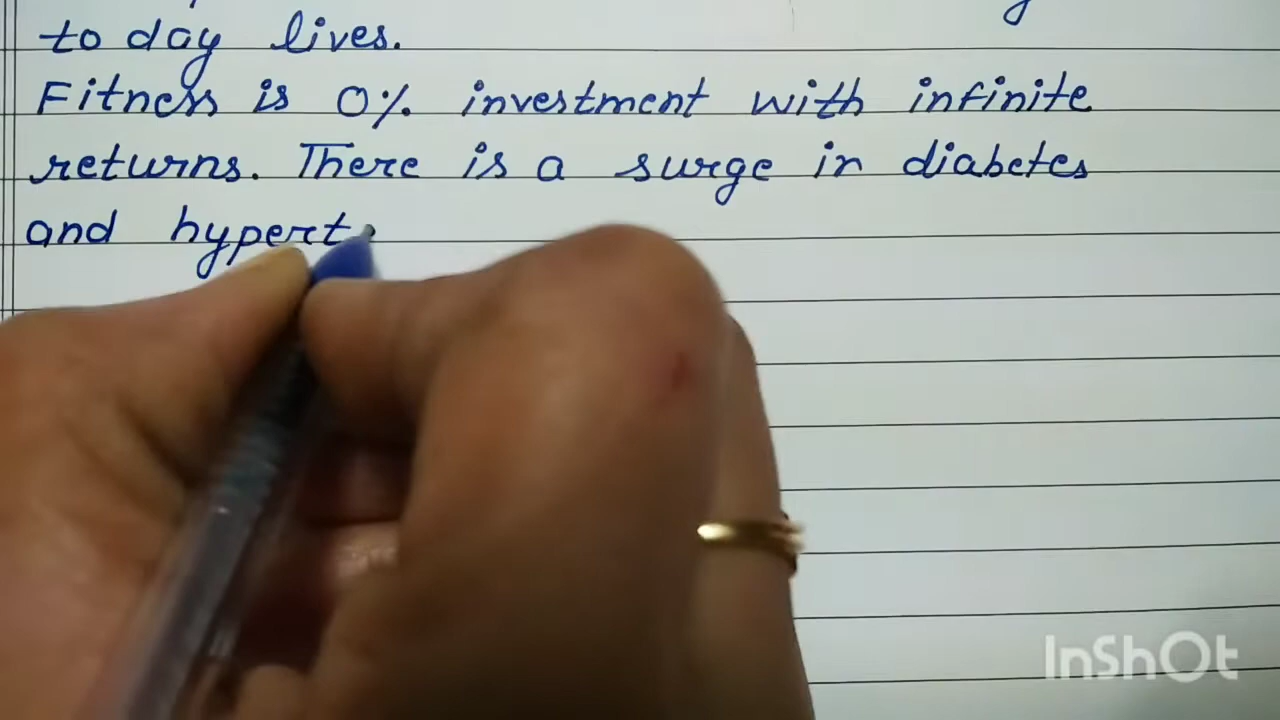 to day lives.
Fitness is 0% investment with infinite
returns. There is a surge in diabetes
and hypert
InShOt